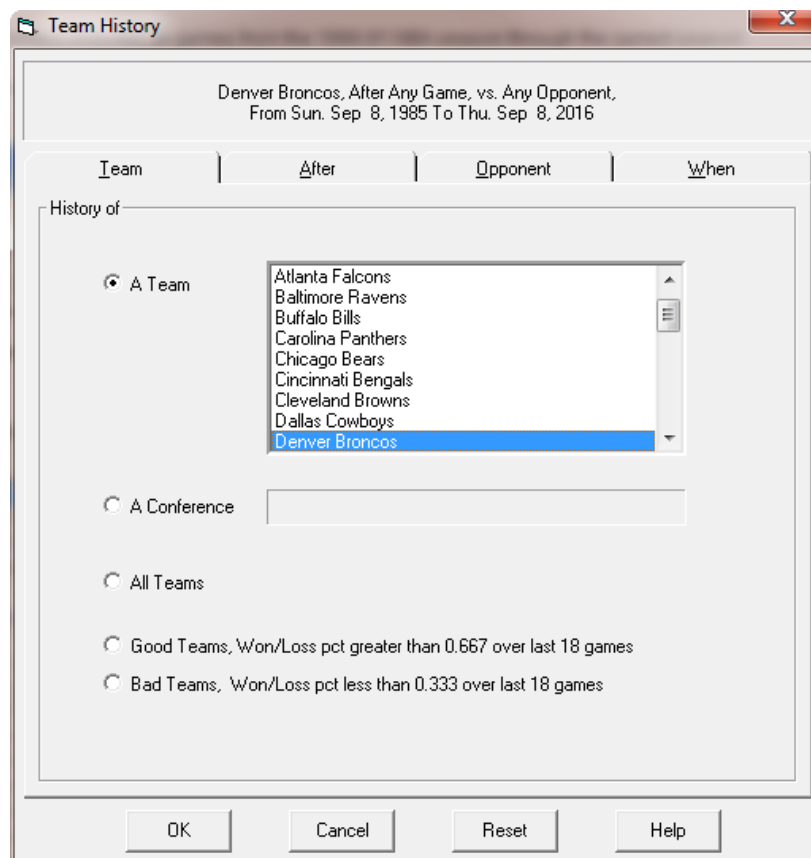 Team History
Denver Broncos, After Any Game, vs. Any Opponent,
From Sun. Sep 8, 1985 To Thu. Sep 8, 2016
Team After Opponent When
History of
A Team
Atlanta Falcons
Baltimore Ravens
Buffalo Bills
Carolina Panthers
Chicago Bears
Cincinnati Bengals
Cleveland Browns
Dallas Cowboys
Denver Broncos
A Conference
All Teams
Good Teams, Won/Loss pct greater than 0.667 over last 18 games
Bad Teams, Won/Loss pct less than 0.333 over last 18 games
OK Cancel Reset Help